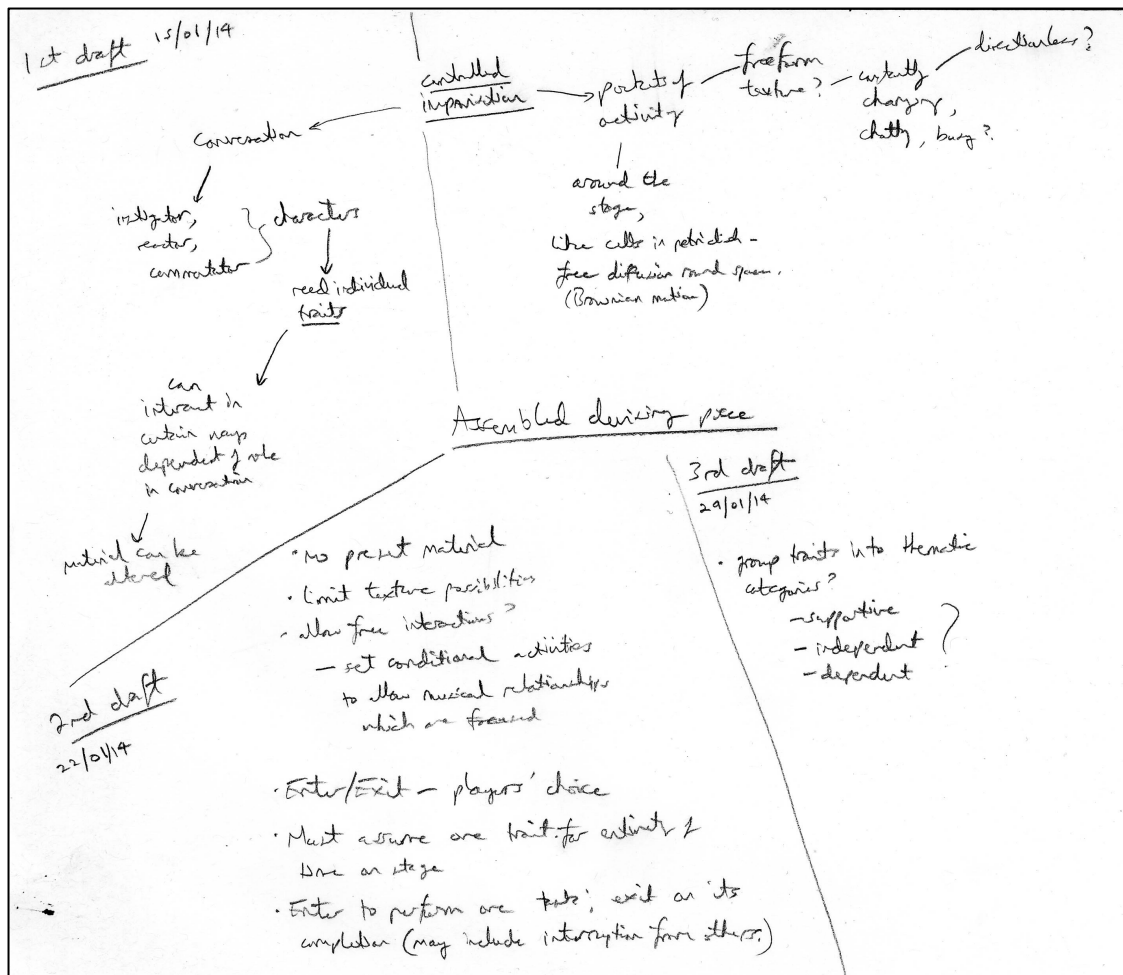 1st draft 15/01/14
controlled
improvisation
conversation
instigator,
reactor,
commentator
characters
need individual
traits
can
interact in
certain ways
dependent of role
in conversation
material can be
altered
pockets of
activity
around the
stage,
like cells in petri dish -
free diffusion round space.
(Brownian motion)
freeform
texture?
constantly
changing,
chatty, busy?
directionless?
Assembled devising piece
2nd draft
22/01/14
· No preset material
· limit texture possibilities
- allow free interactions?
- set conditional activities
to allow musical relationships
which are focused
· Enter/Exit - players' choice
· Must assume one trait for entirety of
time on stage
· Enter to perform one task; exit on its
completion (may include interruption from others.)
3rd draft
29/01/14
· group traits into thematic
categories?
- supportive
- independent
- dependent
?